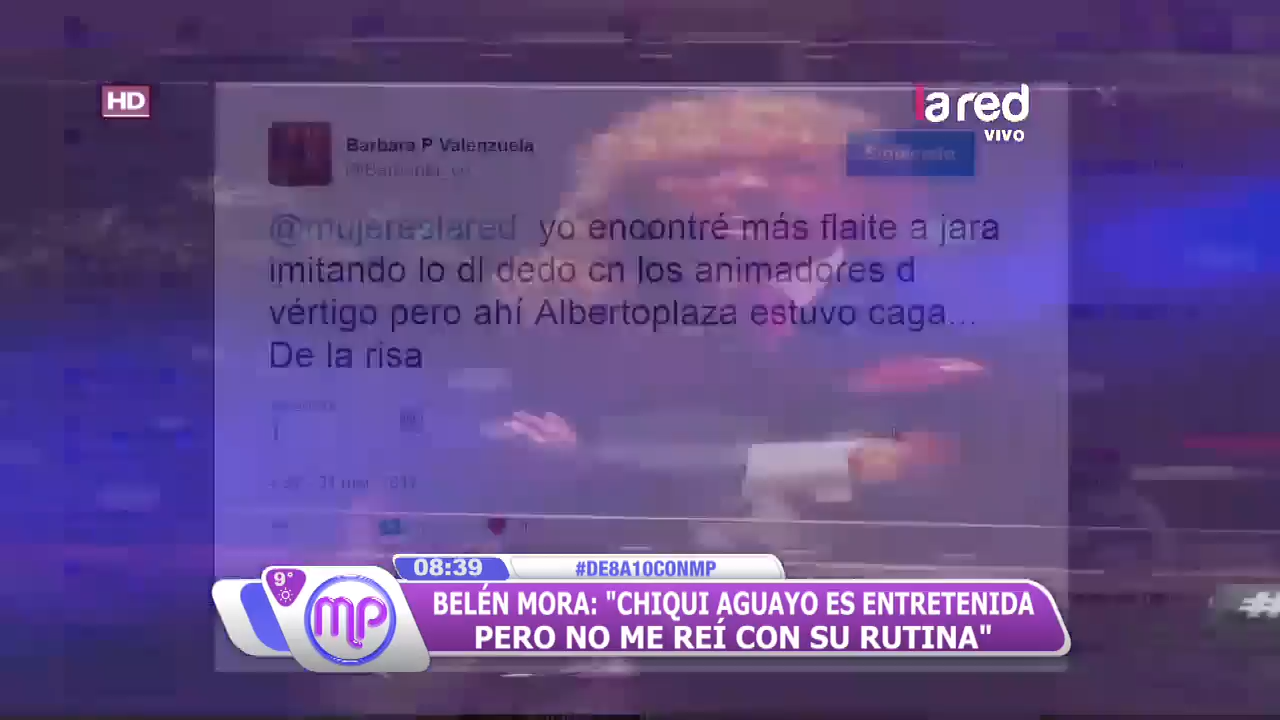 HD
la red
VIVO
Barbara P Valenzuela
Siguiendo
@mujereslared yo encontré más flaite a jara
imitando lo dl dedo cn los animadores d
vértigo pero ahí Albertoplaza estuvo caga...
De la risa
08:39
#DE8A10CONMP
9°
mp
BELÉN MORA: "CHIQUI AGUAYO ES ENTRETENIDA
PERO NO ME REÍ CON SU RUTINA"